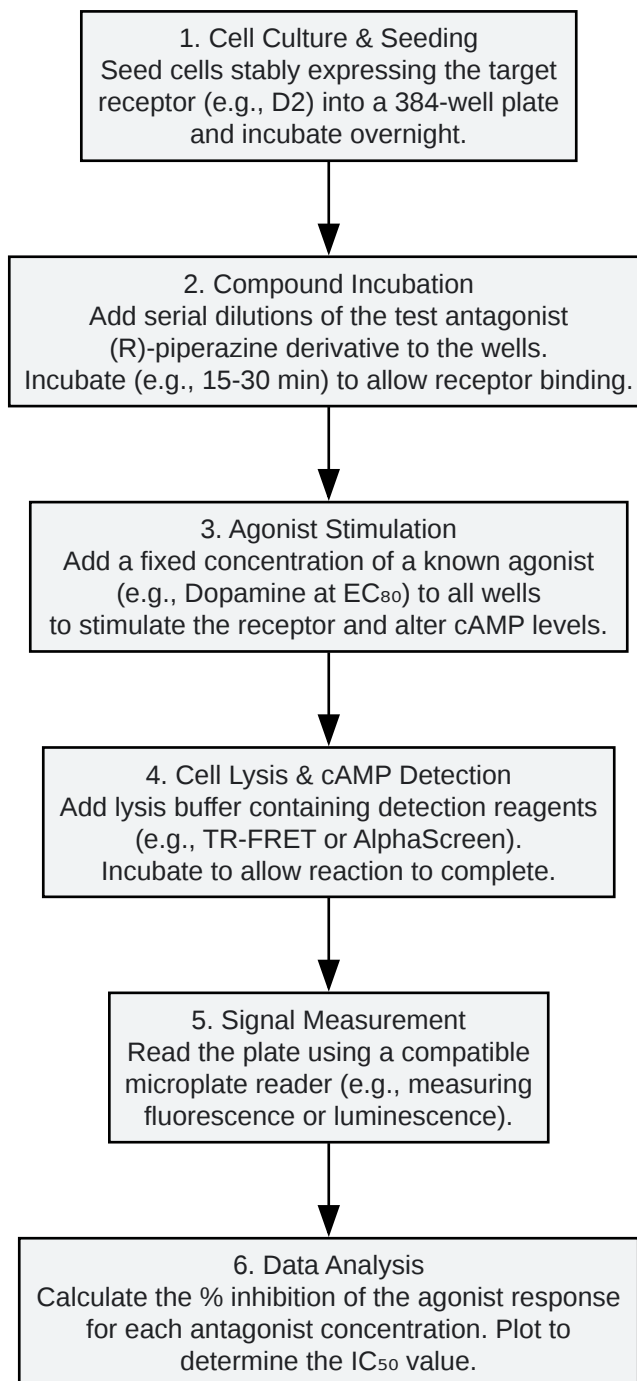 1. Cell Culture & Seeding
Seed cells stably expressing the target
receptor (e.g., D2) into a 384-well plate
and incubate overnight.
2. Compound Incubation
Add serial dilutions of the test antagonist
(R)-piperazine derivative to the wells.
Incubate (e.g., 15-30 min) to allow receptor binding.
3. Agonist Stimulation
Add a fixed concentration of a known agonist
(e.g., Dopamine at EC₈₀) to all wells
to stimulate the receptor and alter cAMP levels.
4. Cell Lysis & cAMP Detection
Add lysis buffer containing detection reagents
(e.g., TR-FRET or AlphaScreen).
Incubate to allow reaction to complete.
5. Signal Measurement
Read the plate using a compatible
microplate reader (e.g., measuring
fluorescence or luminescence).
6. Data Analysis
Calculate the % inhibition of the agonist response
for each antagonist concentration. Plot to
determine the IC₅₀ value.